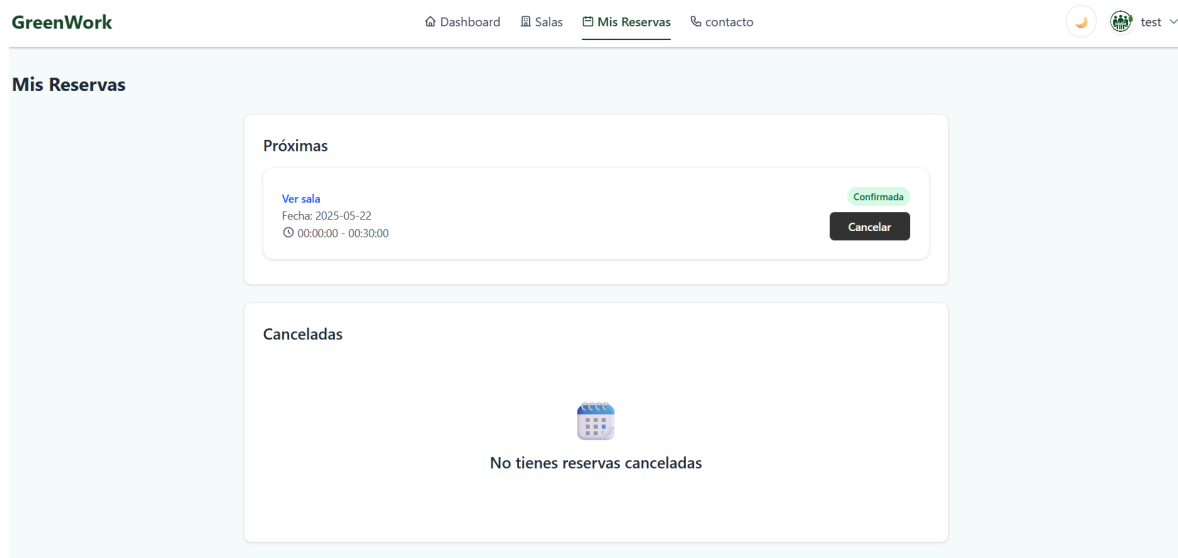 GreenWork
Dashboard Salas Mis Reservas contacto
test
Mis Reservas
Próximas
Ver sala
Confirmada
Fecha: 2025-05-22
00:00:00 - 00:30:00
Cancelar
Canceladas
No tienes reservas canceladas